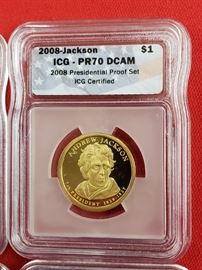 2008-Jackson $1
ICG - PR70 DCAM
2008 Presidential Proof Set
ICG Certified
ANDREW JACKSON
7th PRESIDENT 1829-1837